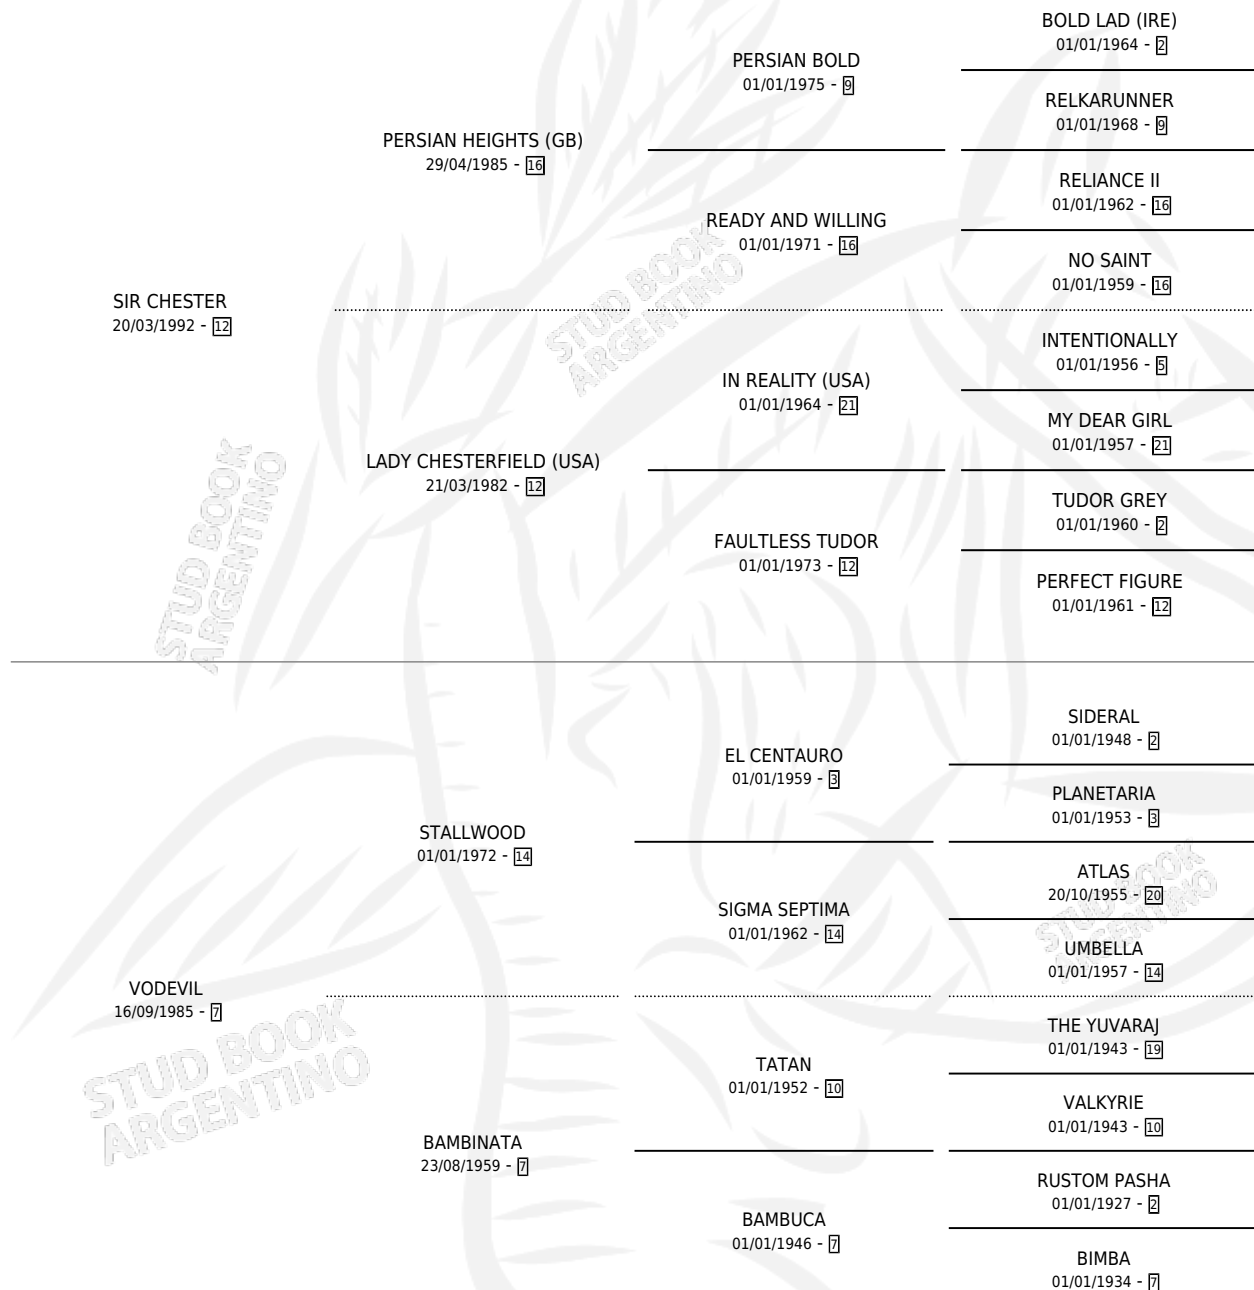 BOLD LAD (IRE)
01/01/1964 - 2
PERSIAN BOLD
01/01/1975 - 9
RELKARUNNER
01/01/1968 - 9
PERSIAN HEIGHTS (GB)
29/04/1985 - 16
RELIANCE II
01/01/1962 - 16
READY AND WILLING
01/01/1971 - 16
NO SAINT
01/01/1959 - 16
SIR CHESTER
20/03/1992 - 12
INTENTIONALLY
01/01/1956 - 5
IN REALITY (USA)
01/01/1964 - 21
MY DEAR GIRL
01/01/1957 - 21
LADY CHESTERFIELD (USA)
21/03/1982 - 12
TUDOR GREY
01/01/1960 - 2
FAULTLESS TUDOR
01/01/1973 - 12
PERFECT FIGURE
01/01/1961 - 12
SIDERAL
01/01/1948 - 2
EL CENTAURO
01/01/1959 - 3
PLANETARIA
01/01/1953 - 3
STALLWOOD
01/01/1972 - 14
ATLAS
20/10/1955 - 20
SIGMA SEPTIMA
01/01/1962 - 14
UMBELLA
01/01/1957 - 14
VODEVIL
16/09/1985 - 7
THE YUVARAJ
01/01/1943 - 19
TATAN
01/01/1952 - 10
VALKYRIE
01/01/1943 - 10
BAMBINATA
23/08/1959 - 7
RUSTOM PASHA
01/01/1927 - 2
BAMBUCA
01/01/1946 - 7
BIMBA
01/01/1934 - 7
STUD BOOK
ARGENTINO
STUD BOOK
ARGENTINO
STUD BOOK
ARGENTINO
STUD BOOK
ARGENTINO